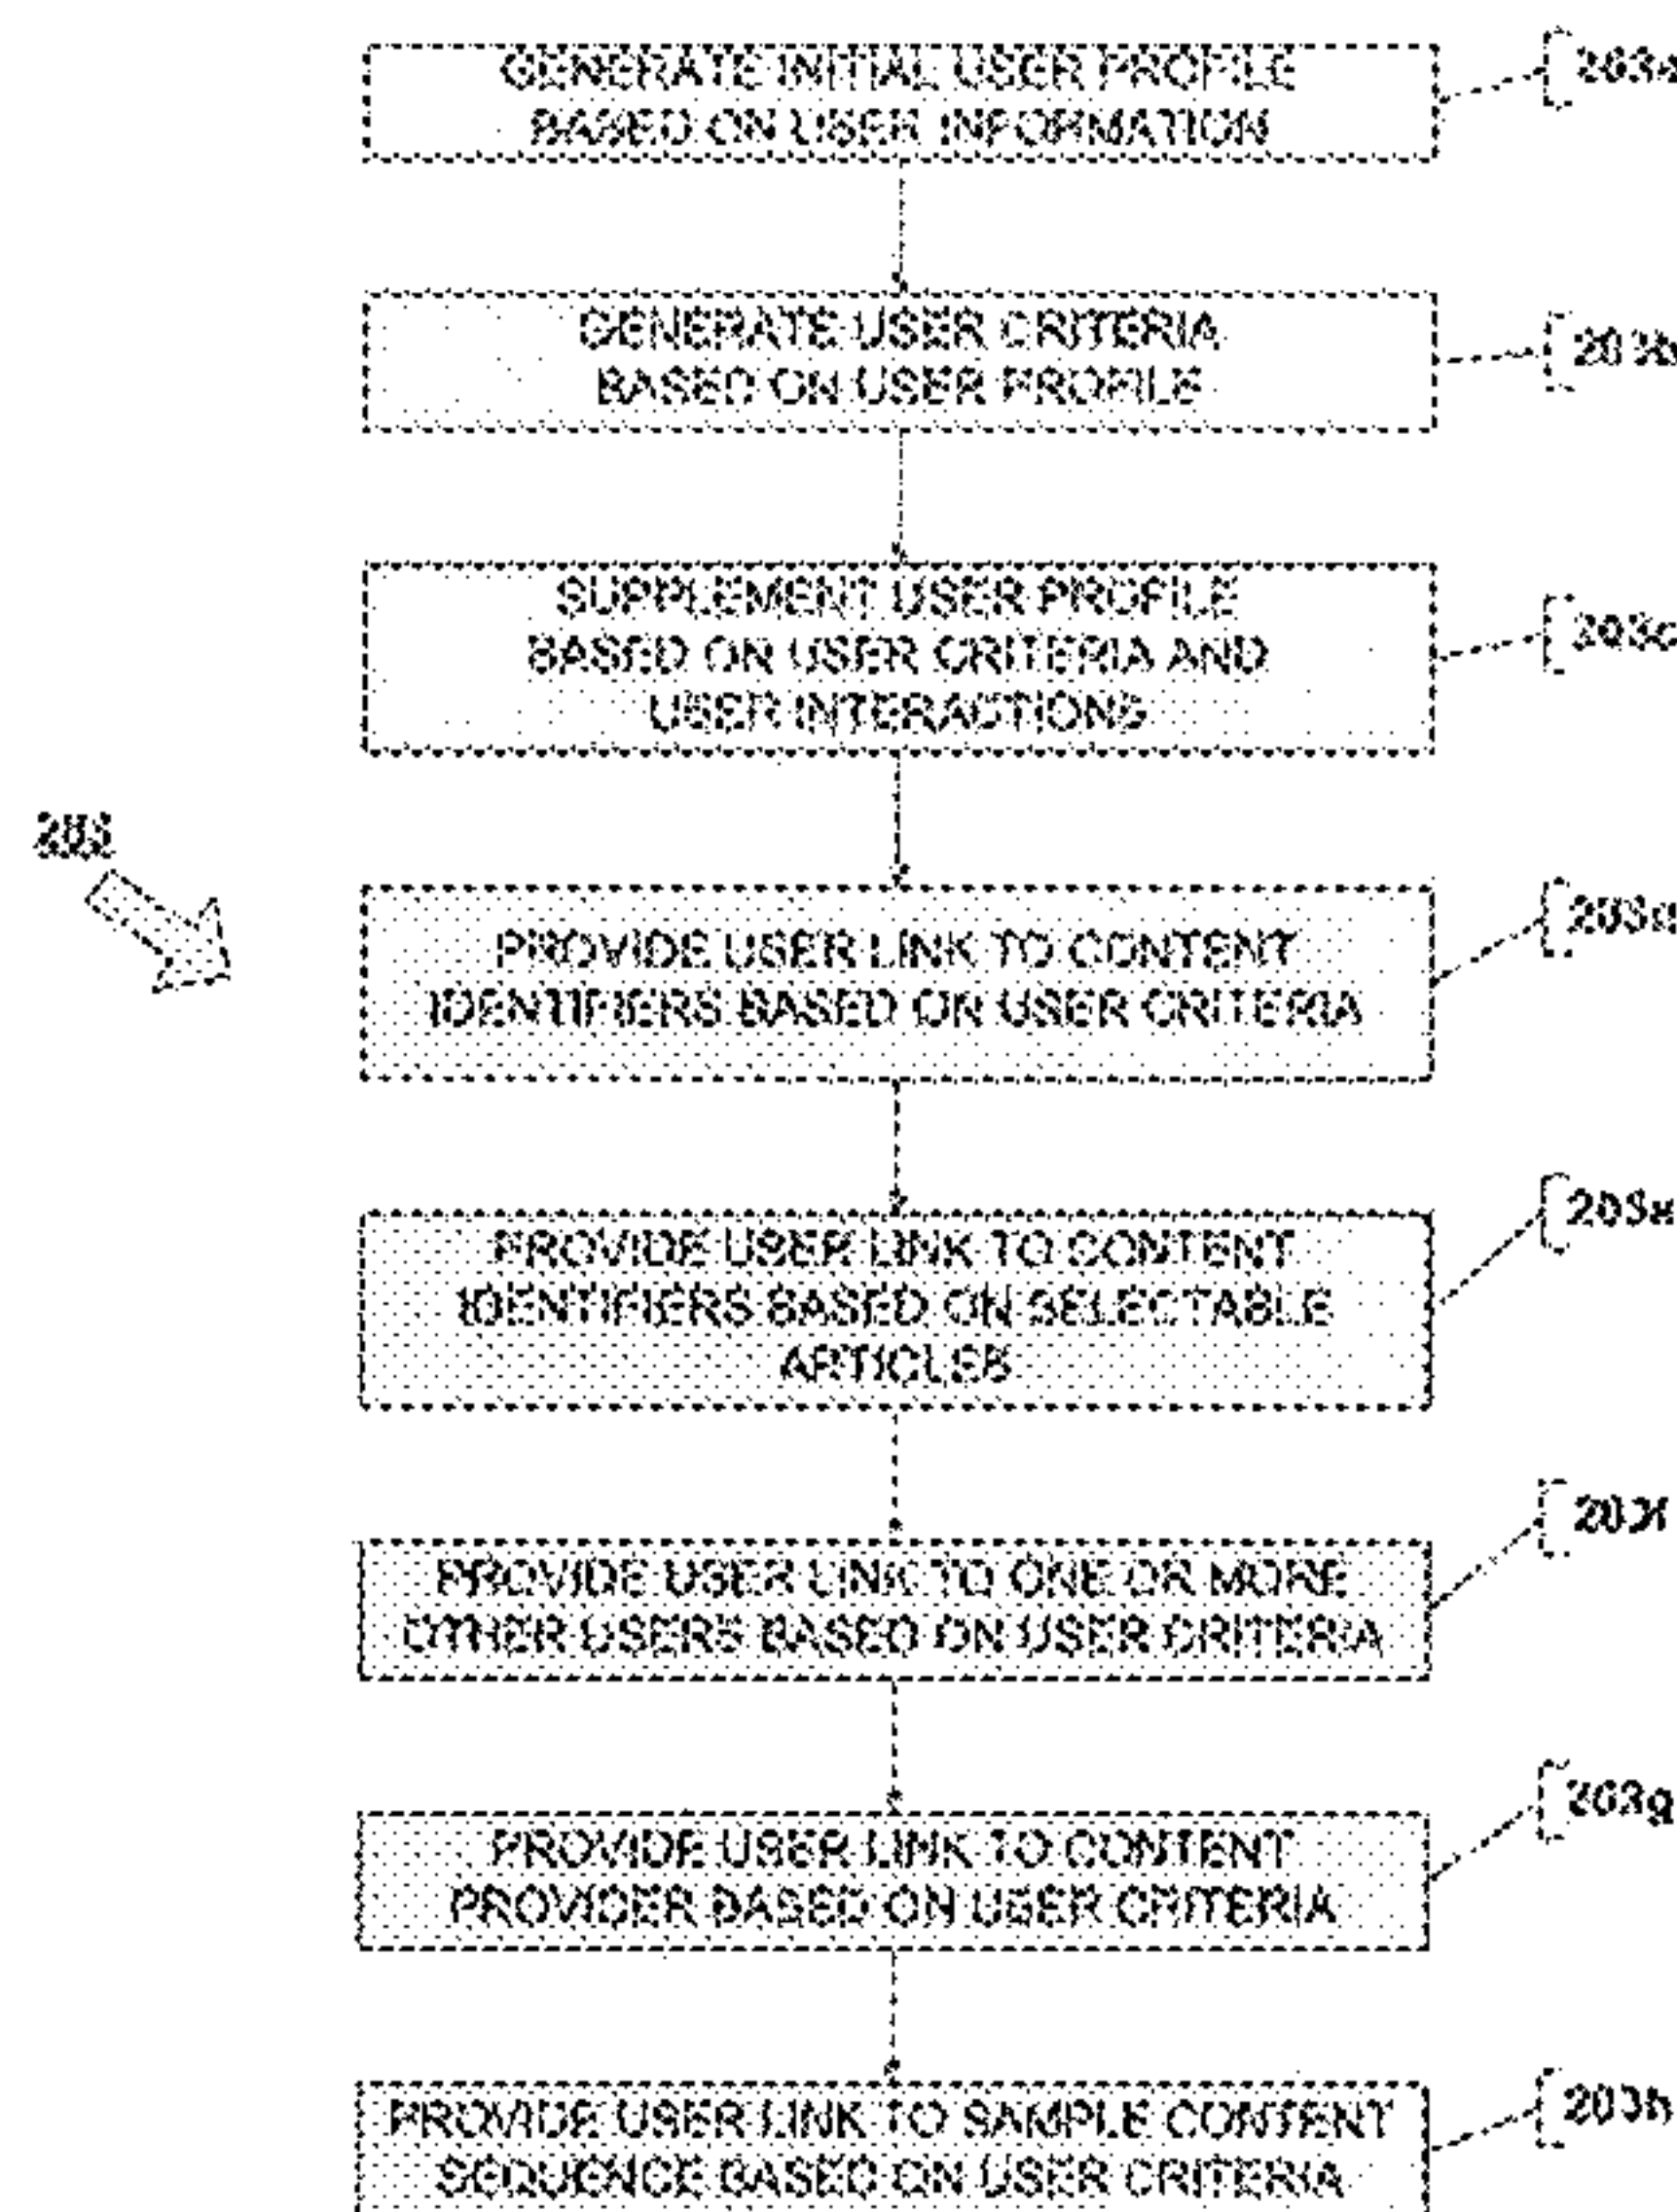 GENERATE INITIAL USER PROFILE
BASED ON USER INFORMATION
203a
GENERATE USER CRITERIA
BASED ON USER PROFILE
203b
SUPPLEMENT USER PROFILE
BASED ON USER CRITERIA AND
USER INTERACTIONS
203c
203
PROVIDE USER LINK TO CONTENT
IDENTIFIERS BASED ON USER CRITERIA
203d
PROVIDE USER LINK TO CONTENT
IDENTIFIERS BASED ON SELECTABLE
ARTICLES
203e
PROVIDE USER LINK TO ONE OR MORE
OTHER USERS BASED ON USER CRITERIA
203f
PROVIDE USER LINK TO CONTENT
PROVIDER BASED ON USER CRITERIA
203g
PROVIDE USER LINK TO SAMPLE CONTENT
SEQUENCE BASED ON USER CRITERIA
203h